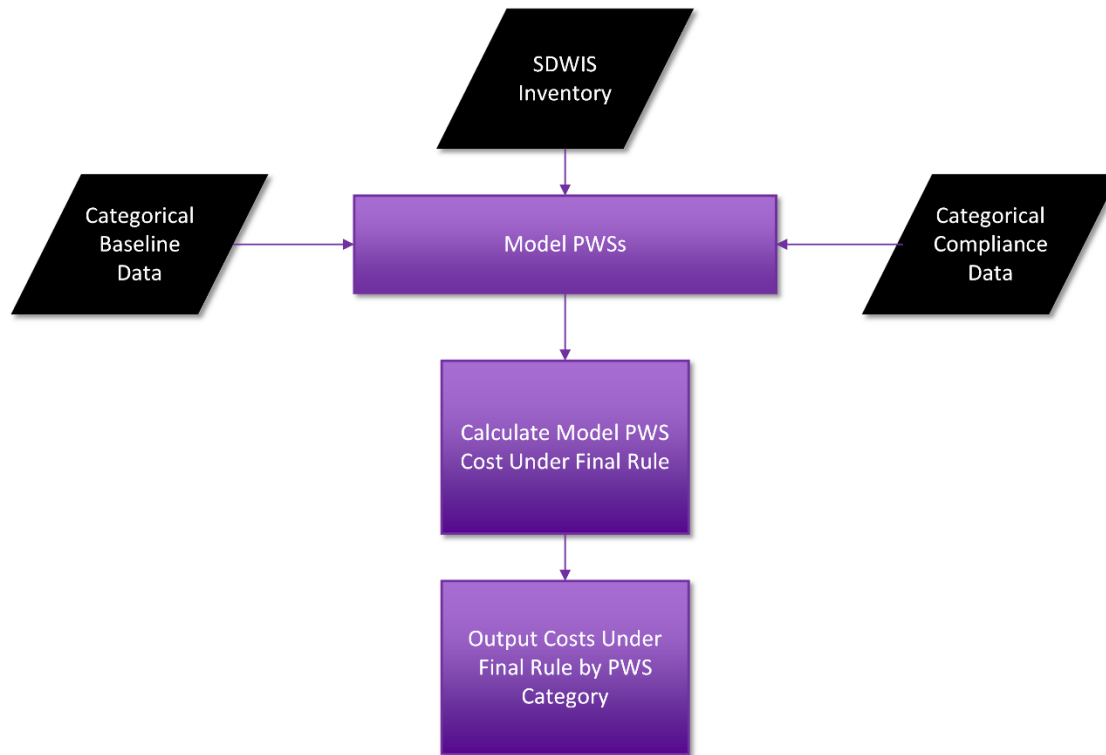 SDWIS
Inventory
Categorical
Baseline
Data
Model PWSs
Categorical
Compliance
Data
Calculate Model PWS
Cost Under Final Rule
Output Costs Under
Final Rule by PWS
Category